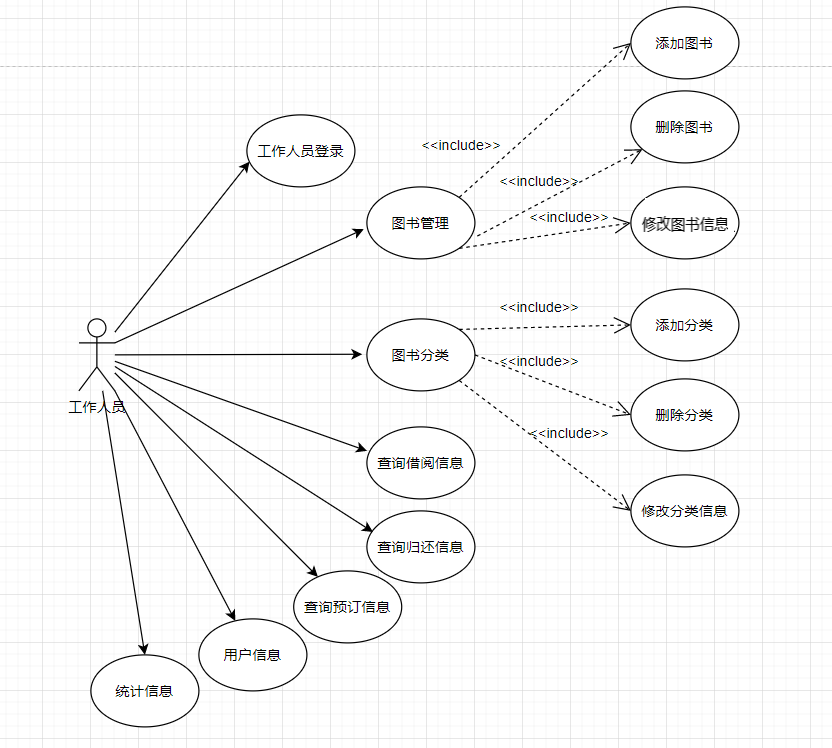 添加图书
<<include>>
删除图书
工作人员登录
<<include>>
图书管理
<<include>>
修改图书信息
<<include>>
添加分类
图书分类
<<include>>
工作人员
删除分类
<<include>>
查询借阅信息
修改分类信息
查询归还信息
查询预订信息
用户信息
统计信息